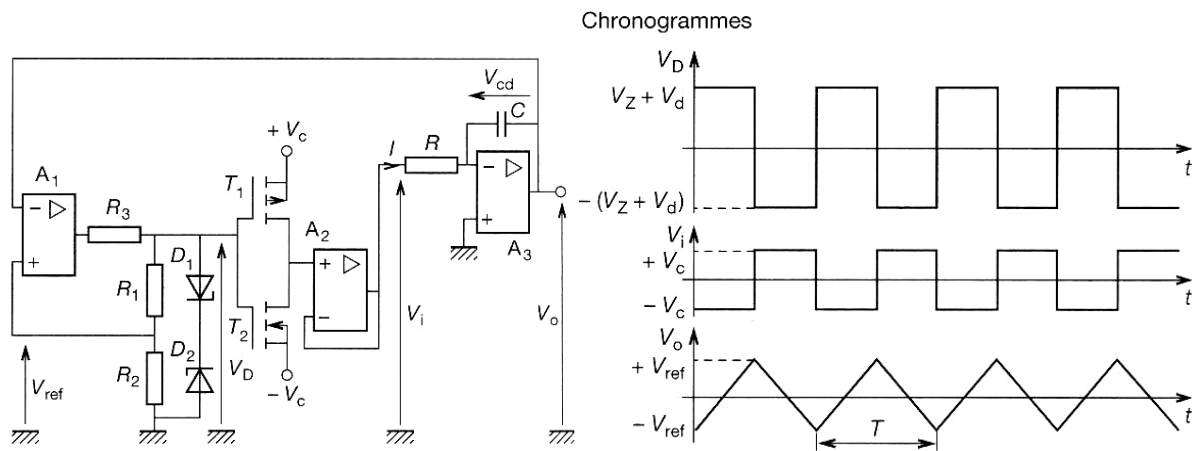 Chronogrammes
V_cd
C
+ V_c
I
R
−
▷
+
A_3
A_1
−
▷
+
R_3
T_1
A_2
+
▷
−
D_1
R_1
T_2
D_2
R_2
V_ref
V_D
− V_c
V_i
V_o
V_D
V_Z + V_d
t
− (V_Z + V_d)
V_i
+ V_c
t
− V_c
V_o
+ V_ref
t
− V_ref
T